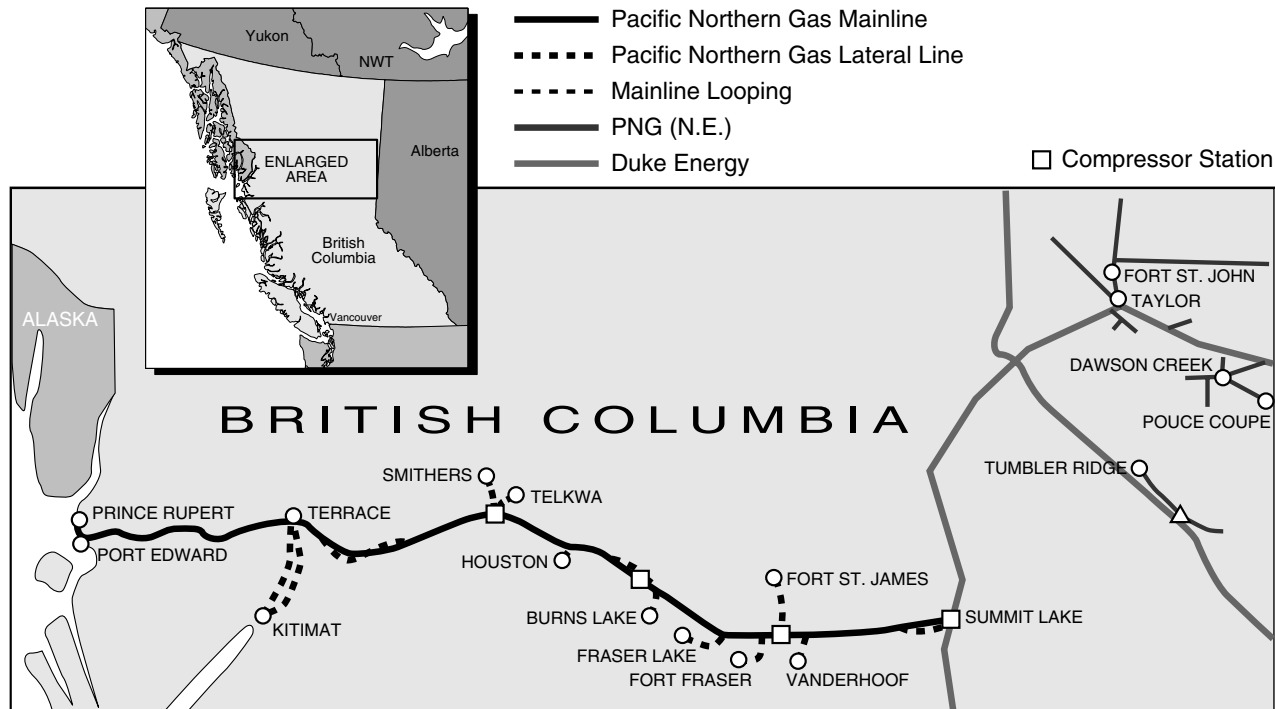 Yukon
NWT
Alberta
ENLARGED
AREA
British
Columbia
Vancouver
Pacific Northern Gas Mainline
Pacific Northern Gas Lateral Line
Mainline Looping
PNG (N.E.)
Duke Energy
Compressor Station
ALASKA
BRITISH COLUMBIA
FORT ST. JOHN
TAYLOR
DAWSON CREEK
POUCE COUPE
TUMBLER RIDGE
SMITHERS
TELKWA
PRINCE RUPERT
TERRACE
PORT EDWARD
HOUSTON
FORT ST. JAMES
BURNS LAKE
SUMMIT LAKE
KITIMAT
FRASER LAKE
FORT FRASER
VANDERHOOF